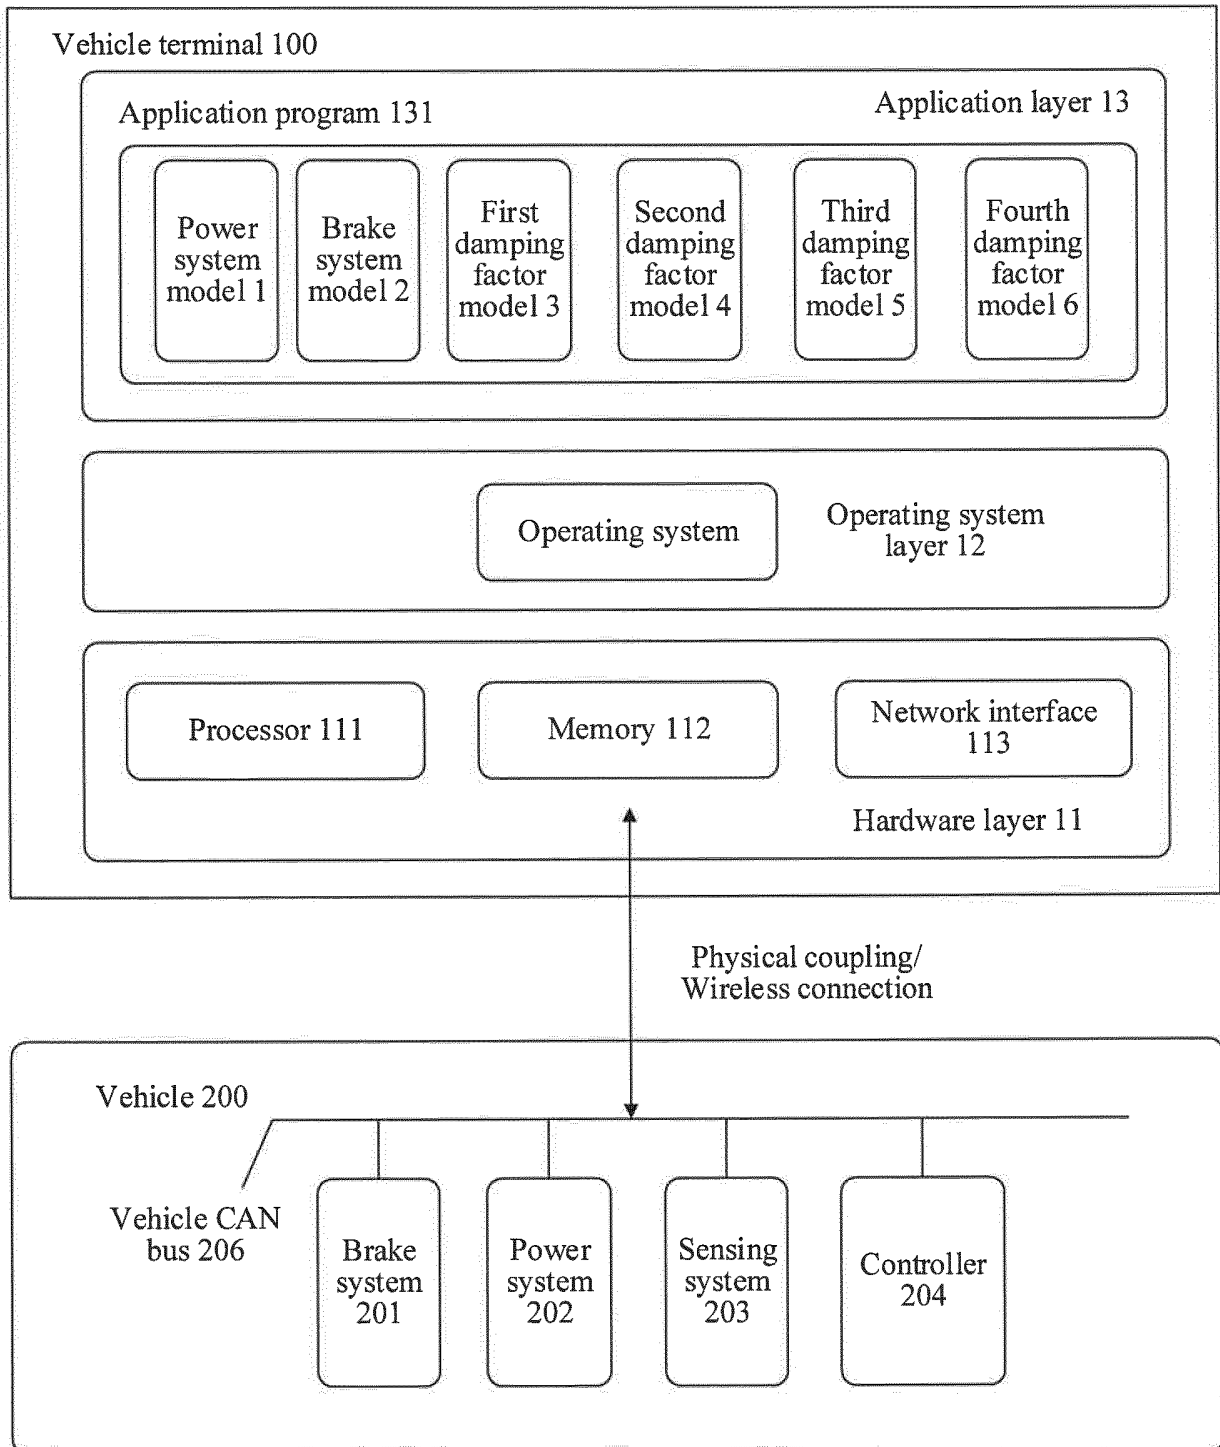 Vehicle terminal 100
Application program 131
Application layer 13
Power
system
model 1
Brake
system
model 2
First
damping
factor
model 3
Second
damping
factor
model 4
Third
damping
factor
model 5
Fourth
damping
factor
model 6
Operating system
Operating system
layer 12
Processor 111
Memory 112
Network interface
113
Hardware layer 11
Physical coupling/
Wireless connection
Vehicle 200
Vehicle CAN
bus 206
Brake
system
201
Power
system
202
Sensing
system
203
Controller
204